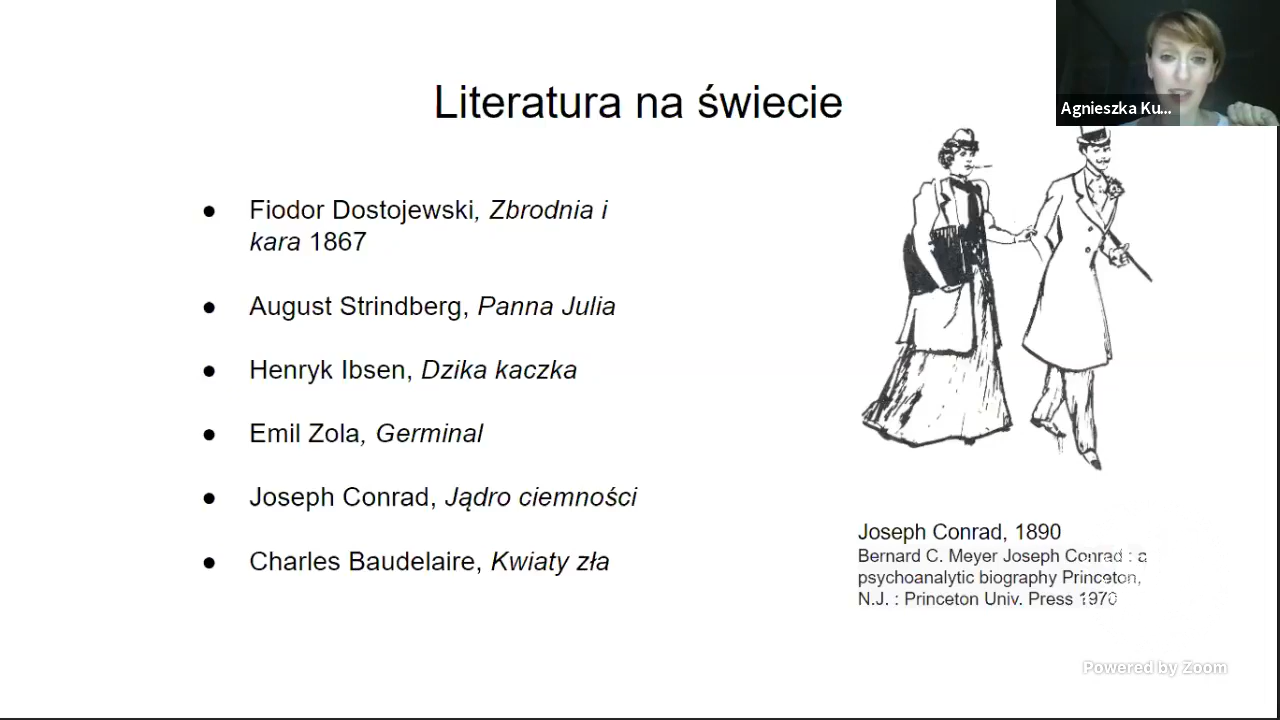 Literatura na świecie
Agnieszka Ku...
● Fiodor Dostojewski, Zbrodnia i
kara 1867
● August Strindberg, Panna Julia
● Henryk Ibsen, Dzika kaczka
● Emil Zola, Germinal
● Joseph Conrad, Jądro ciemności
● Charles Baudelaire, Kwiaty zła
Joseph Conrad, 1890
Bernard C. Meyer Joseph Conrad : a
psychoanalytic biography Princeton,
N.J. : Princeton Univ. Press 1970
Powered by Zoom